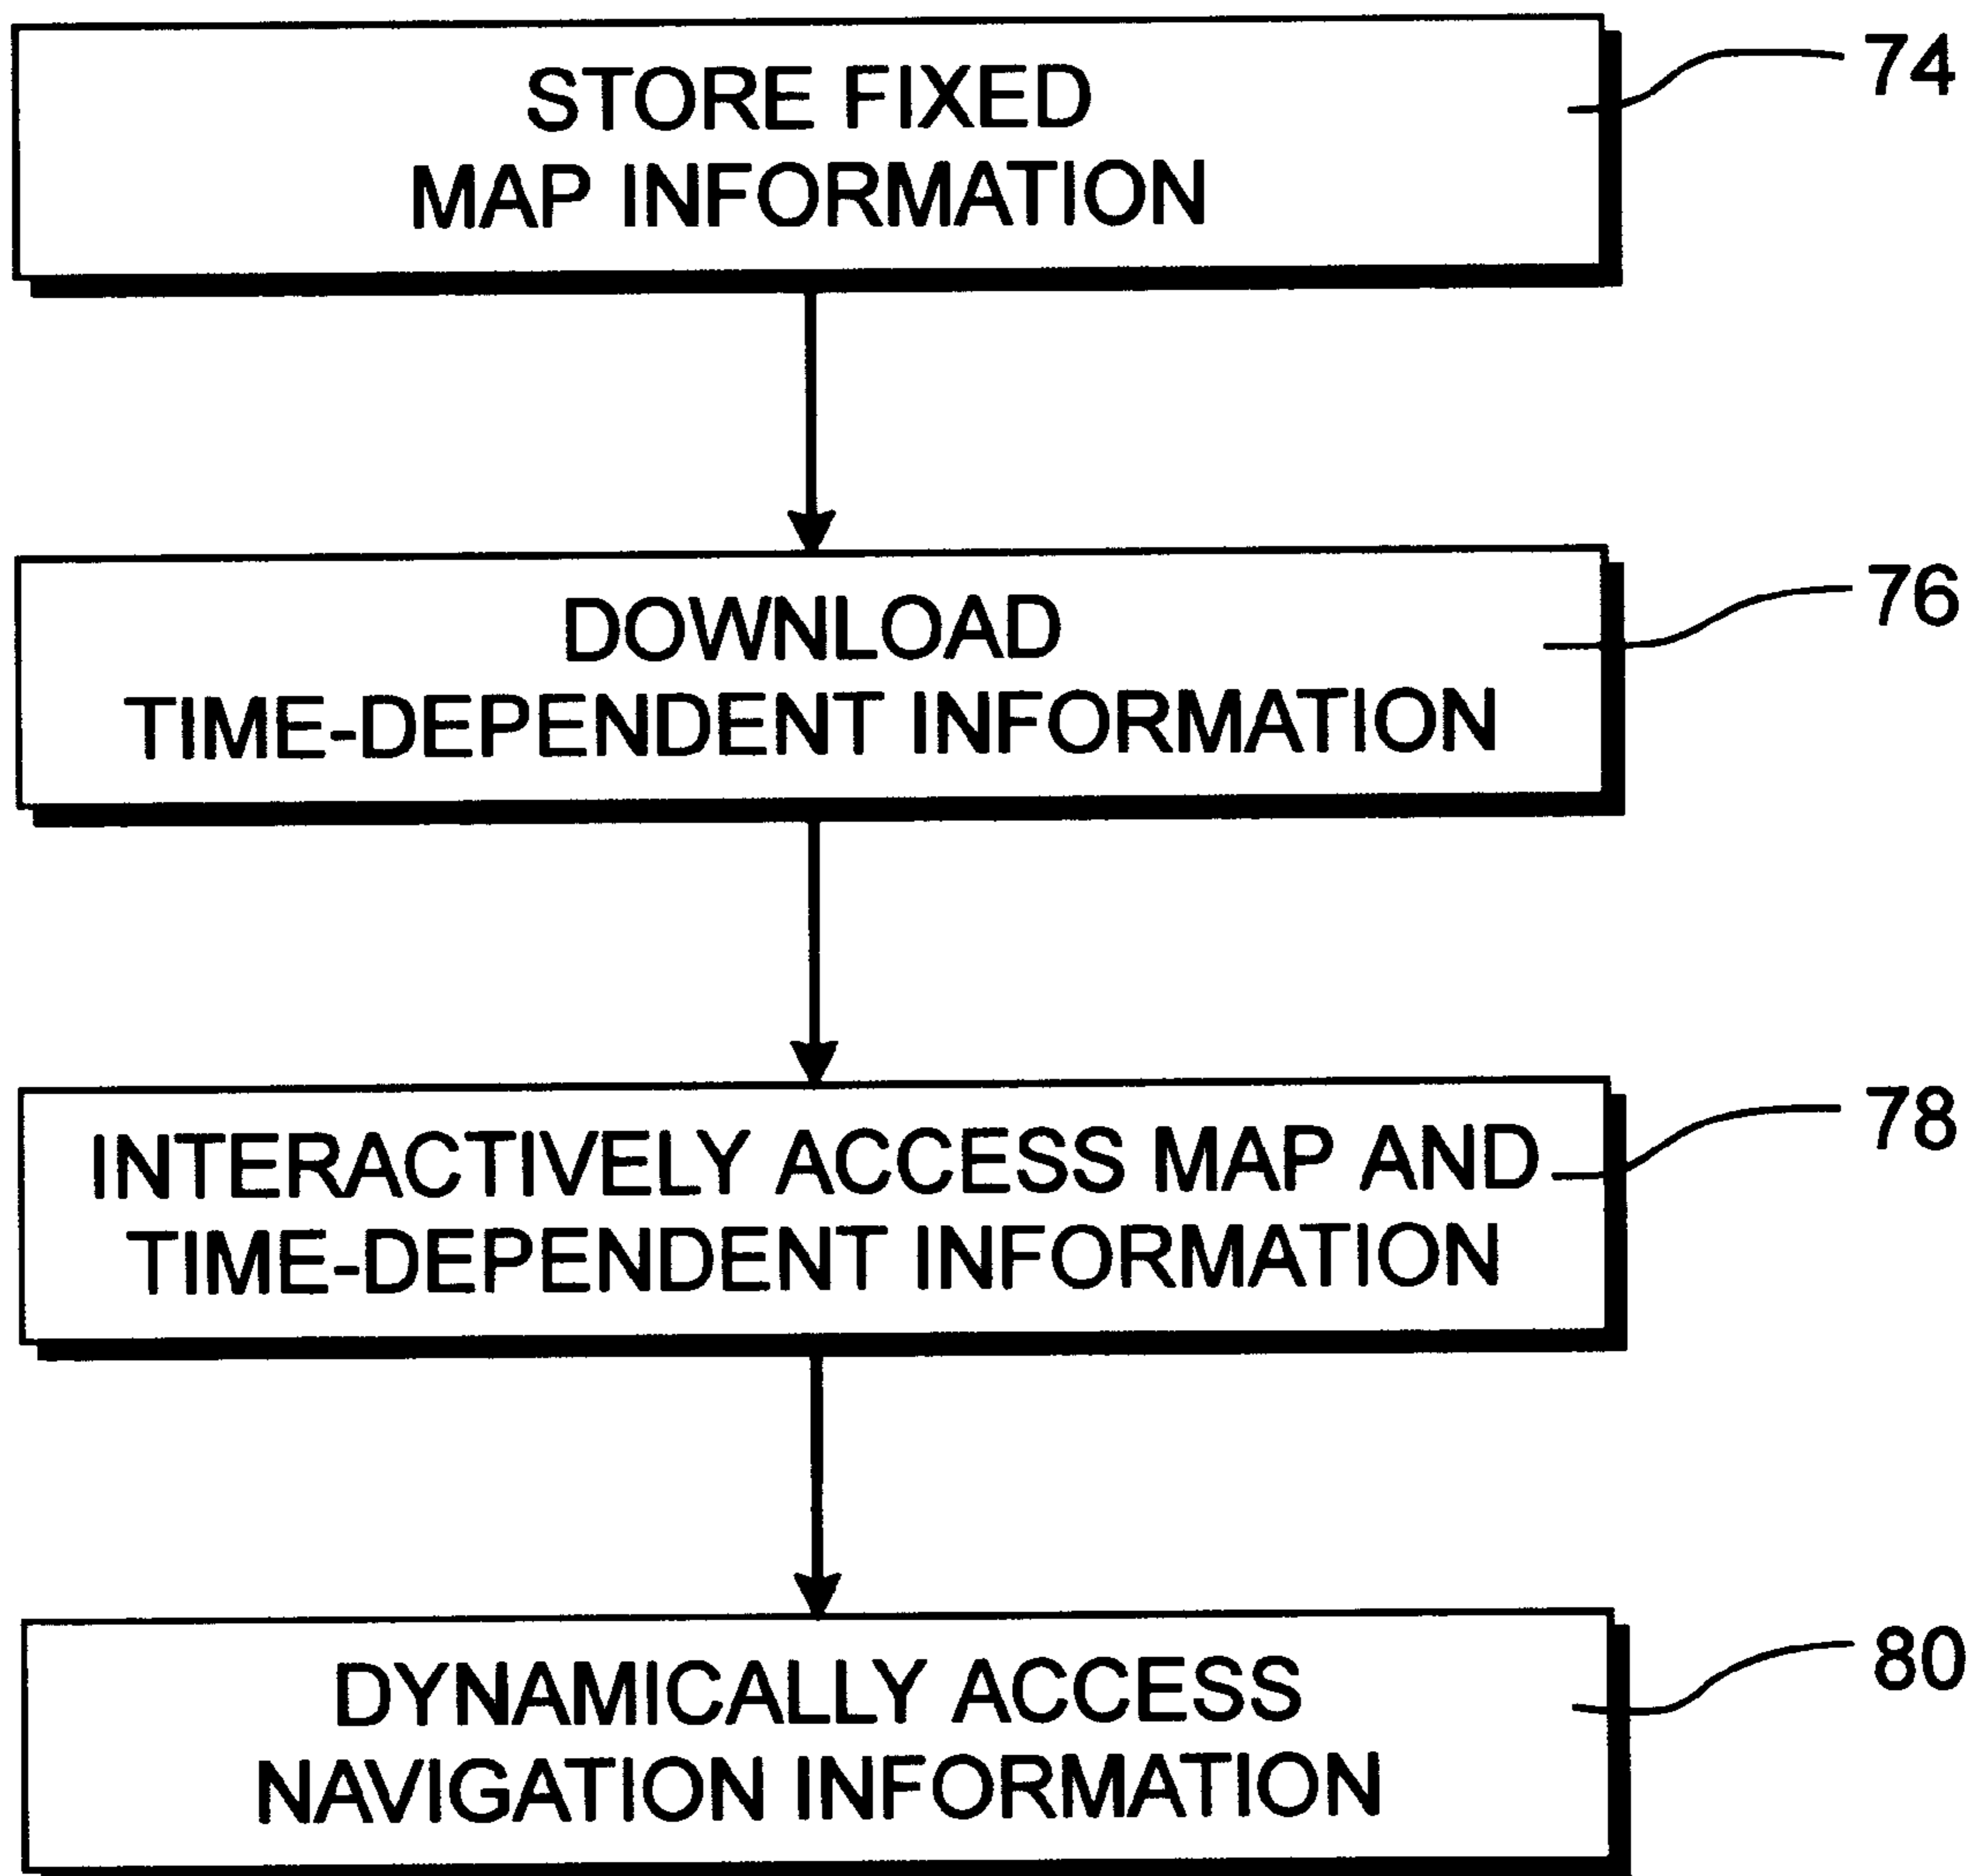 STORE FIXED
MAP INFORMATION
74
DOWNLOAD
TIME-DEPENDENT INFORMATION
76
INTERACTIVELY ACCESS MAP AND
TIME-DEPENDENT INFORMATION
78
DYNAMICALLY ACCESS
NAVIGATION INFORMATION
80